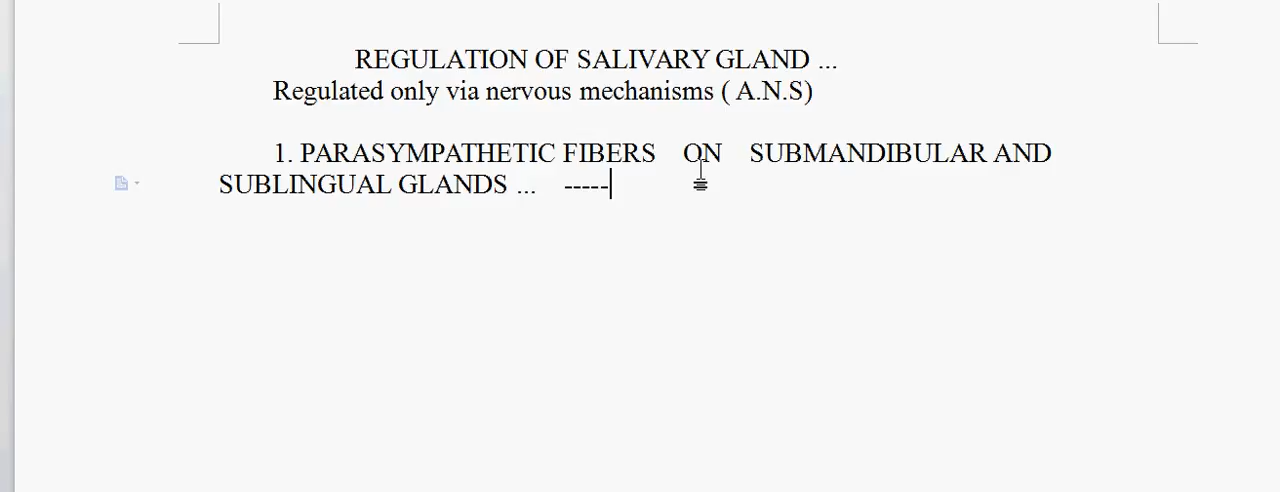 REGULATION OF SALIVARY GLAND ...
Regulated only via nervous mechanisms ( A.N.S)
1. PARASYMPATHETIC FIBERS ON SUBMANDIBULAR AND
SUBLINGUAL GLANDS ... -----